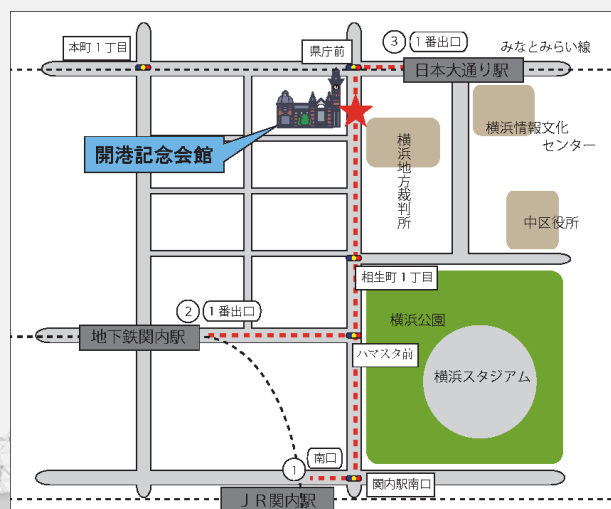 本町１丁目
県庁前
③
１番出口
みなとみらい線
日本大通り駅
開港記念会館
横浜地方裁判所
横浜情報文化
センター
中区役所
相生町１丁目
②
１番出口
地下鉄関内駅
横浜公園
ハマスタ前
横浜スタジアム
①
南口
関内駅南口
ＪＲ関内駅